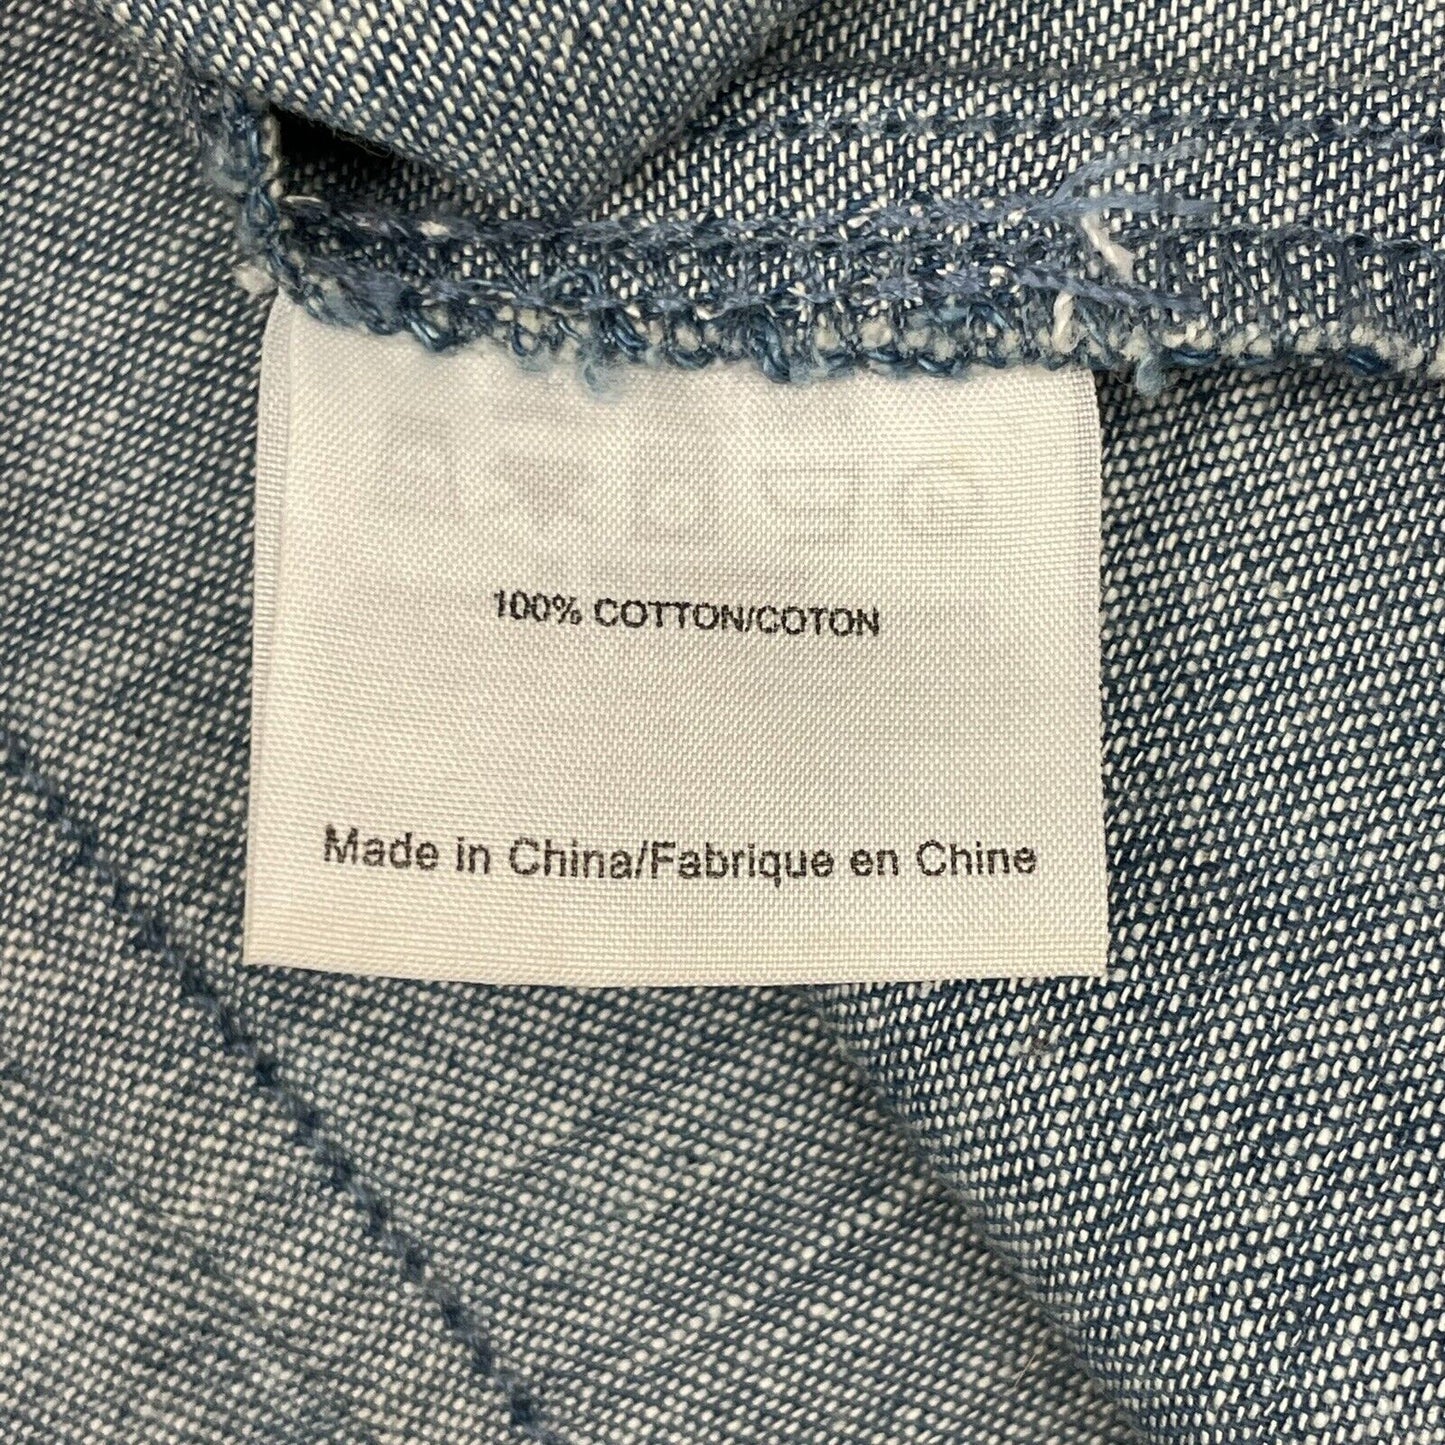 100% COTTON/COTON
Made in China/Fabrique en Chine